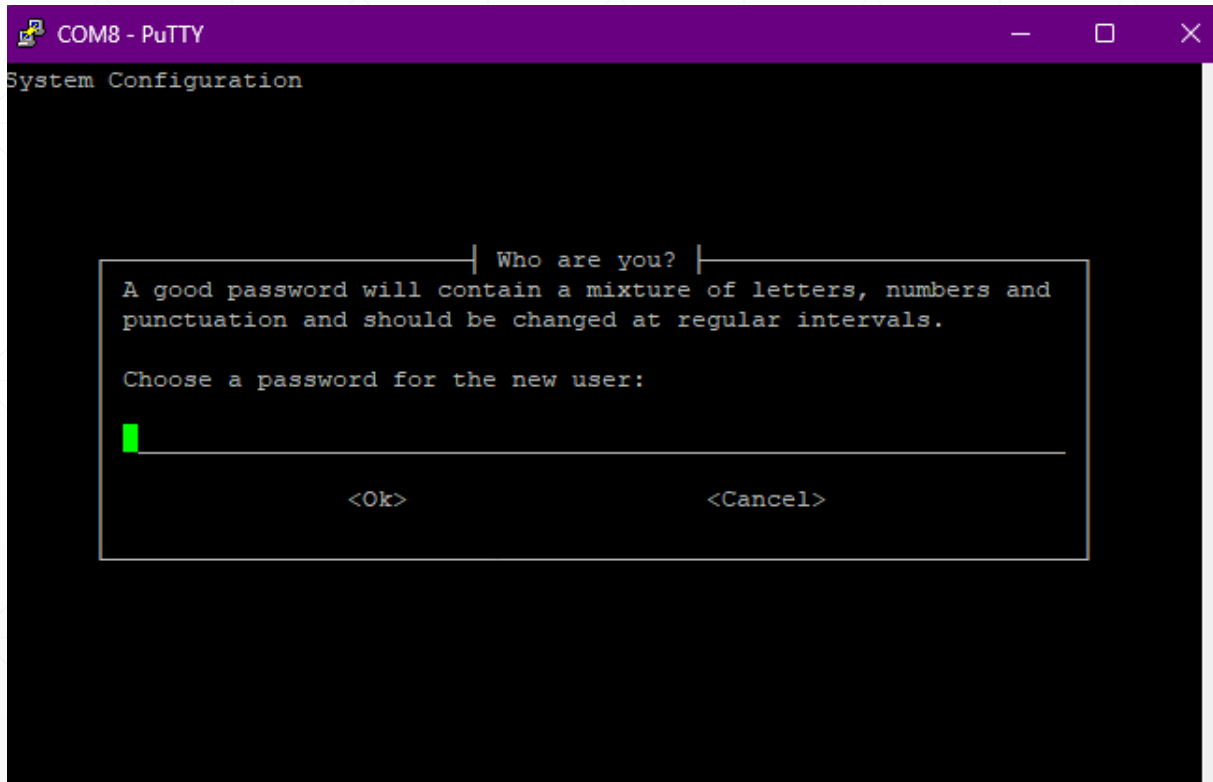 COM8 - PuTTY
System Configuration
Who are you?
A good password will contain a mixture of letters, numbers and
punctuation and should be changed at regular intervals.
Choose a password for the new user:
<Ok> <Cancel>